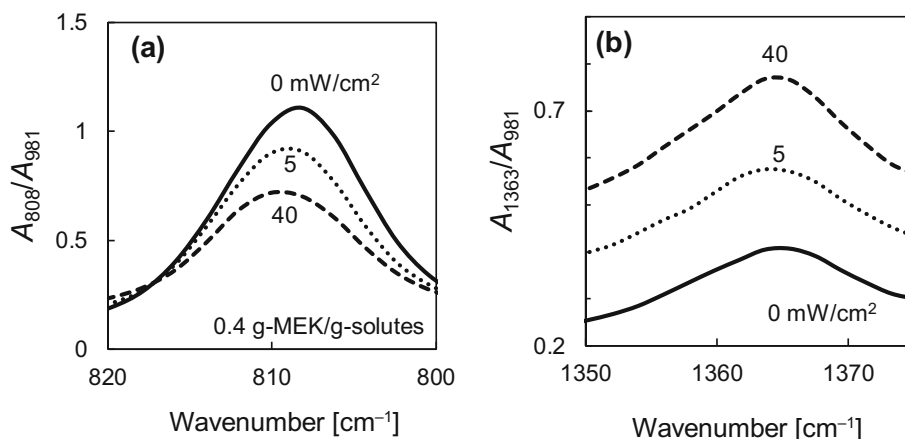 (a)
1.5
1
0.5
0
A808/A981
0 mW/cm²
5
40
0.4 g-MEK/g-solutes
820
810
800
Wavenumber [cm⁻¹]
(b)
0.7
0.2
A1363/A981
40
5
0 mW/cm²
1350
1360
1370
Wavenumber [cm⁻¹]